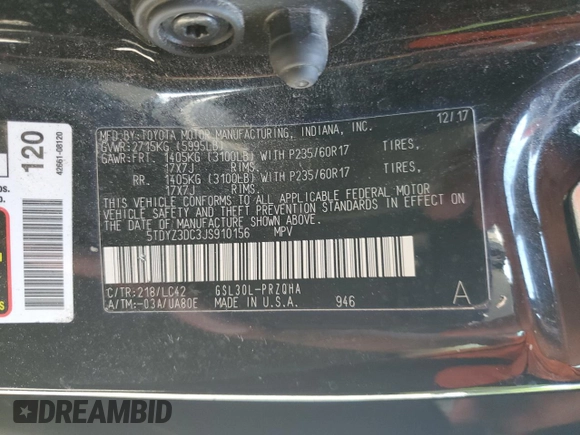 MFD.BY:TOYOTA MOTOR MANUFACTURING, INDIANA, INC. 12/17
GVWR:2715KG (5995LB)
GAWR:FRT. 1405KG (3100LB) WITH P235/60R17 TIRES,
17X7J RIMS.
RR. 1405KG (3100LB) WITH P235/60R17 TIRES,
17X7J RIMS.
THIS VEHICLE CONFORMS TO ALL APPLICABLE FEDERAL MOTOR
VEHICLE SAFETY AND THEFT PREVENTION STANDARDS IN EFFECT ON
THE DATE OF MANUFACTURE SHOWN ABOVE.
5TDYZ3DC3JS910156 MPV
C/TR:218/LC42 GSL30L-PRZQHA
A/TM:-03A/UA80E MADE IN U.S.A. 946 A
120
42661-08120
bs.
or
DREAMBID